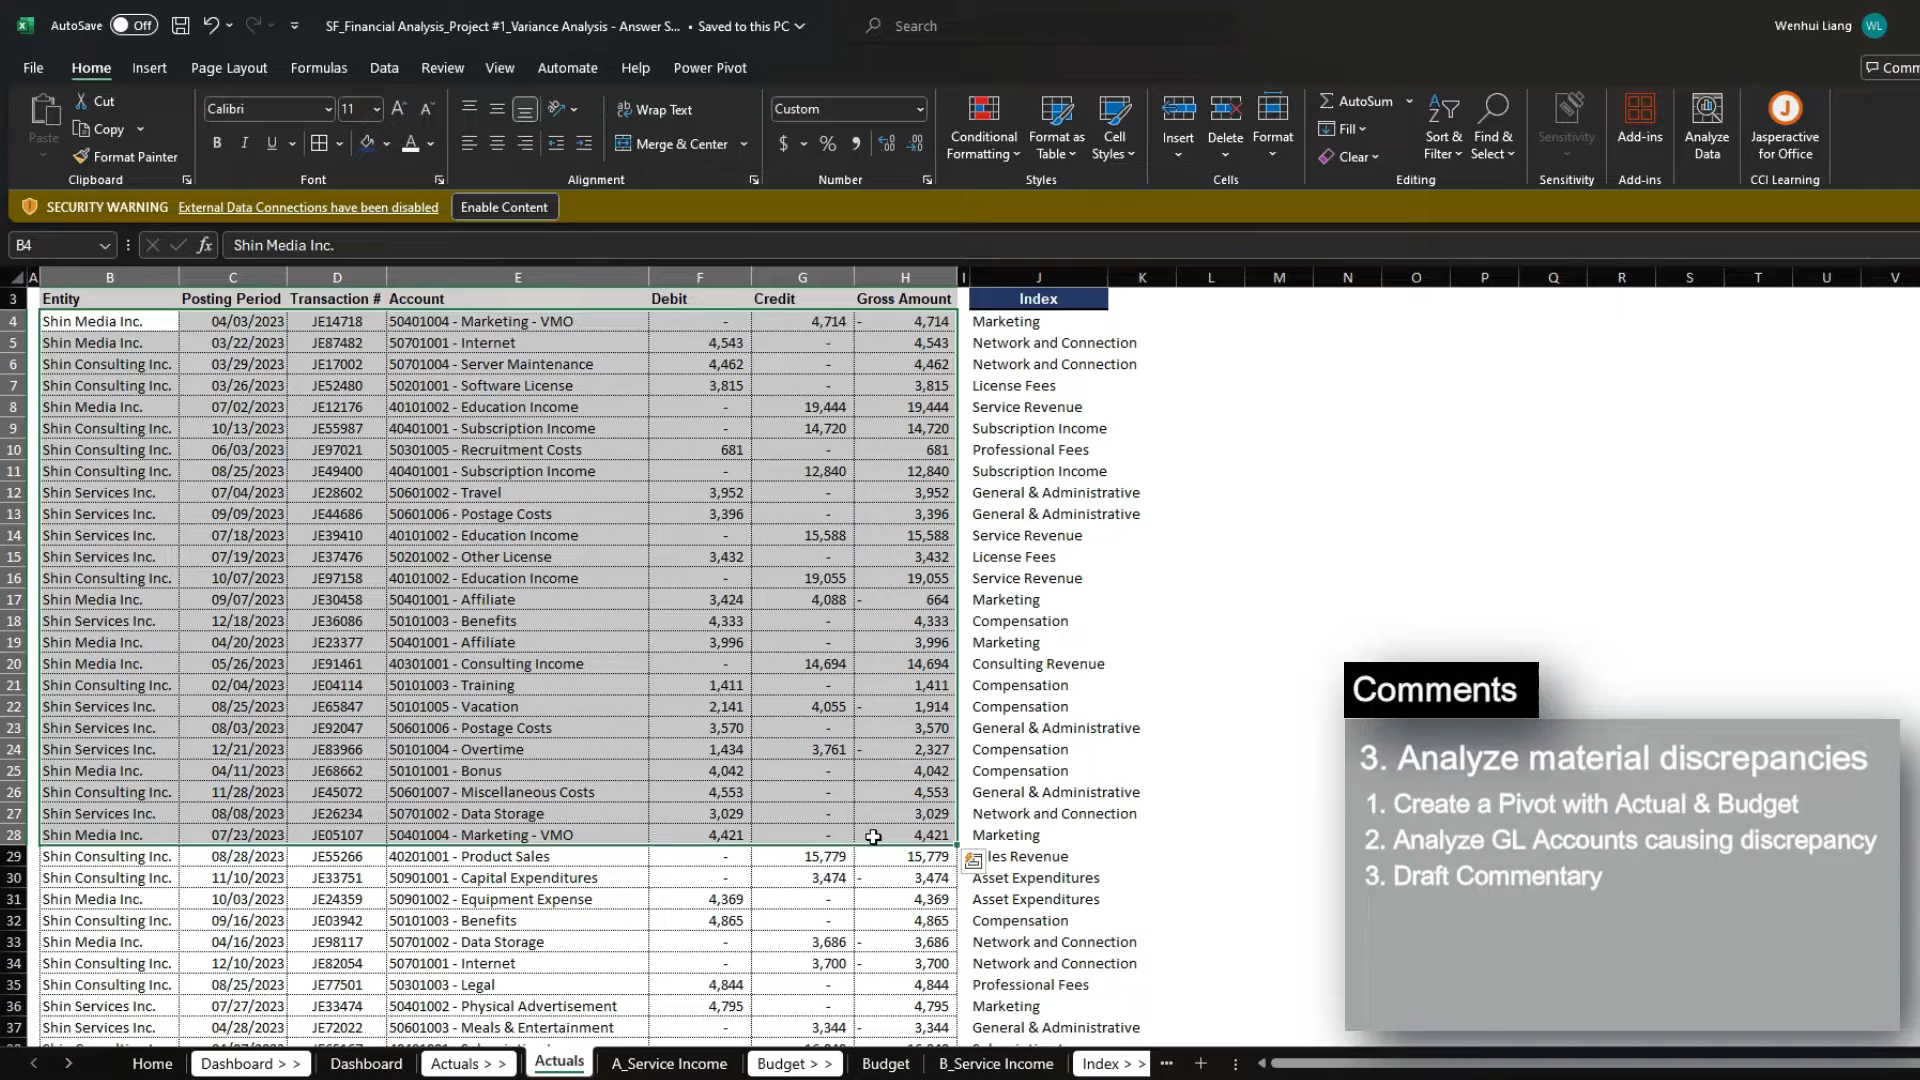 AutoSave Off SF_Financial Analysis_Project #1_Variance Analysis - Answer S... • Saved to this PC Search Wenhui Liang WL
File Home Insert Page Layout Formulas Data Review View Automate Help Power Pivot Comm
Paste Cut Copy Format Painter Clipboard
Calibri 11 B I U A Font
Wrap Text Merge & Center Alignment
Custom $ % Number
Conditional Formatting Format as Table Cell Styles Styles
Insert Delete Format Cells
AutoSum Fill Clear Sort & Filter Find & Select Editing
Sensitivity Sensitivity
Add-ins Add-ins
Analyze Data
Jasperactive for Office CCI Learning
SECURITY WARNING External Data Connections have been disabled Enable Content
B4 fx Shin Media Inc.
A B C D E F G H I J K L M N O P Q R S T U V
3 Entity Posting Period Transaction # Account Debit Credit Gross Amount Index
4 Shin Media Inc. 04/03/2023 JE14718 50401004 - Marketing - VMO - 4,714 - 4,714 Marketing
5 Shin Media Inc. 03/22/2023 JE87482 50701001 - Internet 4,543 - 4,543 Network and Connection
6 Shin Consulting Inc. 03/29/2023 JE17002 50701004 - Server Maintenance 4,462 - 4,462 Network and Connection
7 Shin Consulting Inc. 03/26/2023 JE52480 50201001 - Software License 3,815 - 3,815 License Fees
8 Shin Media Inc. 07/02/2023 JE12176 40101002 - Education Income - 19,444 19,444 Service Revenue
9 Shin Consulting Inc. 10/13/2023 JE55987 40401001 - Subscription Income - 14,720 14,720 Subscription Income
10 Shin Consulting Inc. 06/03/2023 JE97021 50301005 - Recruitment Costs 681 - 681 Professional Fees
11 Shin Consulting Inc. 08/25/2023 JE49400 40401001 - Subscription Income - 12,840 12,840 Subscription Income
12 Shin Services Inc. 07/04/2023 JE28602 50601002 - Travel 3,952 - 3,952 General & Administrative
13 Shin Services Inc. 09/09/2023 JE44686 50601006 - Postage Costs 3,396 - 3,396 General & Administrative
14 Shin Services Inc. 07/18/2023 JE39410 40101002 - Education Income - 15,588 15,588 Service Revenue
15 Shin Services Inc. 07/19/2023 JE37476 50201002 - Other License 3,432 - 3,432 License Fees
16 Shin Consulting Inc. 10/07/2023 JE97158 40101002 - Education Income - 19,055 19,055 Service Revenue
17 Shin Media Inc. 09/07/2023 JE30458 50401001 - Affiliate 3,424 4,088 - 664 Marketing
18 Shin Services Inc. 12/18/2023 JE36086 50101003 - Benefits 4,333 - 4,333 Compensation
19 Shin Media Inc. 04/20/2023 JE23377 50401001 - Affiliate 3,996 - 3,996 Marketing
20 Shin Media Inc. 05/26/2023 JE91461 40301001 - Consulting Income - 14,694 14,694 Consulting Revenue
21 Shin Consulting Inc. 02/04/2023 JE04114 50101003 - Training 1,411 - 1,411 Compensation
22 Shin Consulting Inc. 08/25/2023 JE65847 50101005 - Vacation 2,141 4,055 - 1,914 Compensation
23 Shin Services Inc. 08/03/2023 JE92047 50601006 - Postage Costs 3,570 - 3,570 General & Administrative
24 Shin Services Inc. 12/21/2023 JE83966 50101004 - Overtime 1,434 3,761 - 2,327 Compensation
25 Shin Media Inc. 04/11/2023 JE68662 50101001 - Bonus 4,042 - 4,042 Compensation
26 Shin Consulting Inc. 11/28/2023 JE45072 50601007 - Miscellaneous Costs 4,553 - 4,553 General & Administrative
27 Shin Services Inc. 08/08/2023 JE26234 50701002 - Data Storage 3,029 - 3,029 Network and Connection
28 Shin Media Inc. 07/23/2023 JE05107 50401004 - Marketing - VMO 4,421 - 4,421 Marketing
29 Shin Consulting Inc. 08/28/2023 JE55266 40201001 - Product Sales - 15,779 15,779 les Revenue
30 Shin Consulting Inc. 11/10/2023 JE33751 50901001 - Capital Expenditures - 3,474 - 3,474 Asset Expenditures
31 Shin Media Inc. 10/03/2023 JE24359 50901002 - Equipment Expense 4,369 - 4,369 Asset Expenditures
32 Shin Consulting Inc. 09/16/2023 JE03942 50101003 - Benefits 4,865 - 4,865 Compensation
33 Shin Media Inc. 04/16/2023 JE98117 50701002 - Data Storage - 3,686 - 3,686 Network and Connection
34 Shin Consulting Inc. 12/10/2023 JE82054 50701001 - Internet - 3,700 - 3,700 Network and Connection
35 Shin Consulting Inc. 08/25/2023 JE77501 50301003 - Legal 4,844 - 4,844 Professional Fees
36 Shin Services Inc. 07/27/2023 JE33474 50401002 - Physical Advertisement 4,795 - 4,795 Marketing
37 Shin Services Inc. 04/28/2023 JE72022 50601003 - Meals & Entertainment - 3,344 - 3,344 General & Administrative
Comments
3. Analyze material discrepancies
1. Create a Pivot with Actual & Budget
2. Analyze GL Accounts causing discrepancy
3. Draft Commentary
Home Dashboard > > Dashboard Actuals > > Actuals A_Service Income Budget > > Budget B_Service Income Index > >